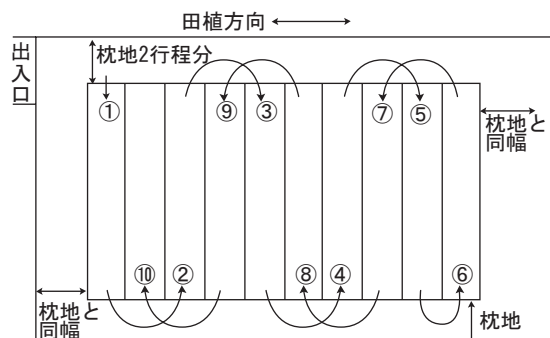 田植方向
出入口
枕地2行程分
①
⑨
③
⑦
⑤
枕地と
同幅
⑩
②
⑧
④
⑥
枕地と
同幅
枕地